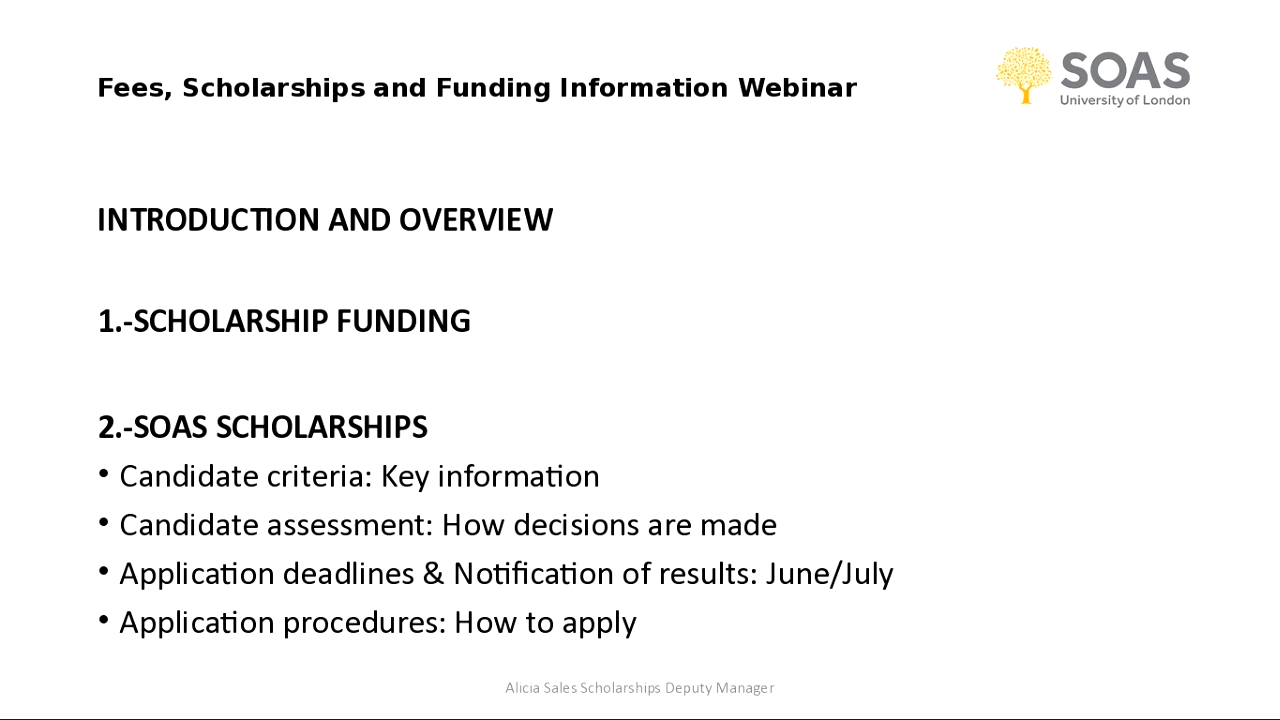 Fees, Scholarships and Funding Information Webinar
SOAS
University of London
INTRODUCTION AND OVERVIEW
1.-SCHOLARSHIP FUNDING
2.-SOAS SCHOLARSHIPS
• Candidate criteria: Key information
• Candidate assessment: How decisions are made
• Application deadlines & Notification of results: June/July
• Application procedures: How to apply
Alicia Sales Scholarships Deputy Manager